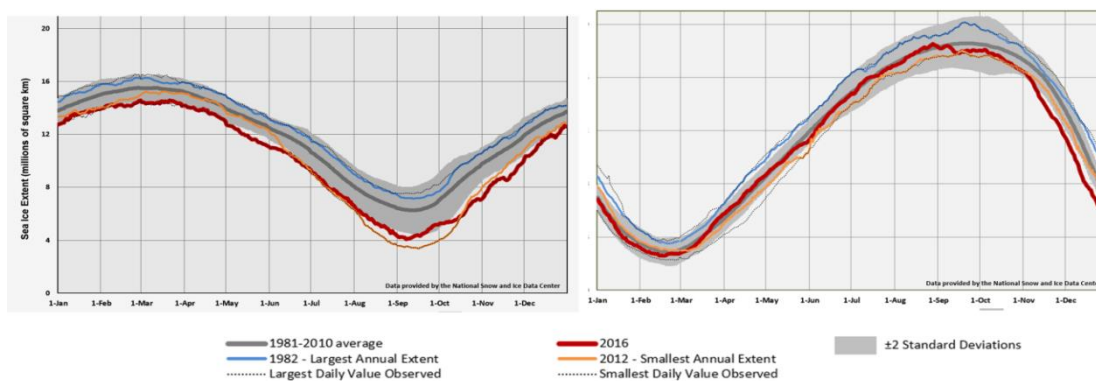 20
16
12
8
4
0
Sea Ice Extent (millions of square km)
Data provided by the National Snow and Ice Data Center
1-Jan 1-Feb 1-Mar 1-Apr 1-May 1-Jun 1-Jul 1-Aug 1-Sep 1-Oct 1-Nov 1-Dec
Data provided by the National Snow and Ice Data Center
1-Jan 1-Feb 1-Mar 1-Apr 1-May 1-Jun 1-Jul 1-Aug 1-Sep 1-Oct 1-Nov 1-Dec
1981-2010 average
1982 - Largest Annual Extent
Largest Daily Value Observed
2016
2012 - Smallest Annual Extent
Smallest Daily Value Observed
±2 Standard Deviations